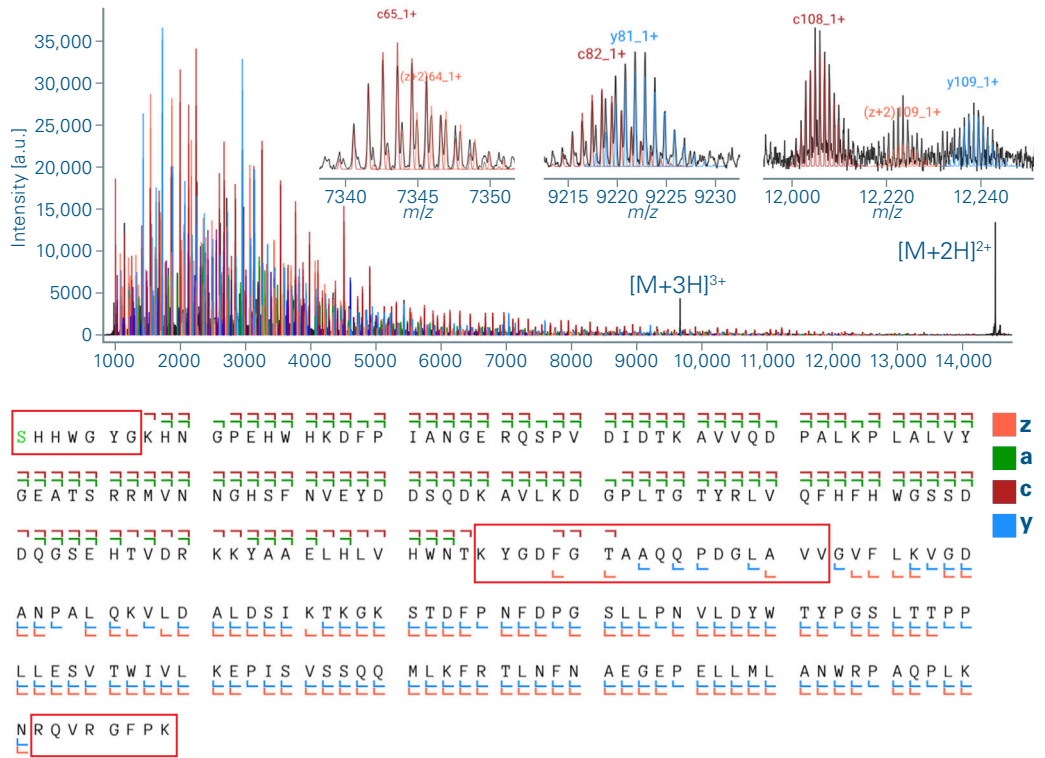 c65_1+
(z+2)64_1+
7340 7345 7350
m/z
y81_1+
c82_1+
9215 9220 9225 9230
m/z
c108_1+
y109_1+
(z+2)109_1+
12,000 12,220 12,240
m/z
Intensity [a.u.]
35,000
30,000
25,000
20,000
15,000
10,000
5000
0
[M+3H]3+
[M+2H]2+
1000 2000 3000 4000 5000 6000 7000 8000 9000 10,000 11,000 12,000 13,000 14,000
SHHWG YGKHN GPEHW HKDFP IANGE RQSPV DIDTK AVVQD PALKP LALVY
GEATS RRMVN NGHSF NVEYD DSQDK AVLKD GPLTG TYRLV QFHFH WGSSD
DQGSE HTVDR KKYAA ELHLV HWNTK YGDFG TAAQQ PDGLA VVGVF LKVGD
ANPAL QKVLD ALDSI KTKGK STDFP NFDPG SLLPN VLDYW TYPGS LTTPP
LLESV TWIVL KEPIS VSSQQ MLKFR TLNFN AEGEP ELLML ANWRP AQPLK
NRQVR GFPK
z
a
c
y